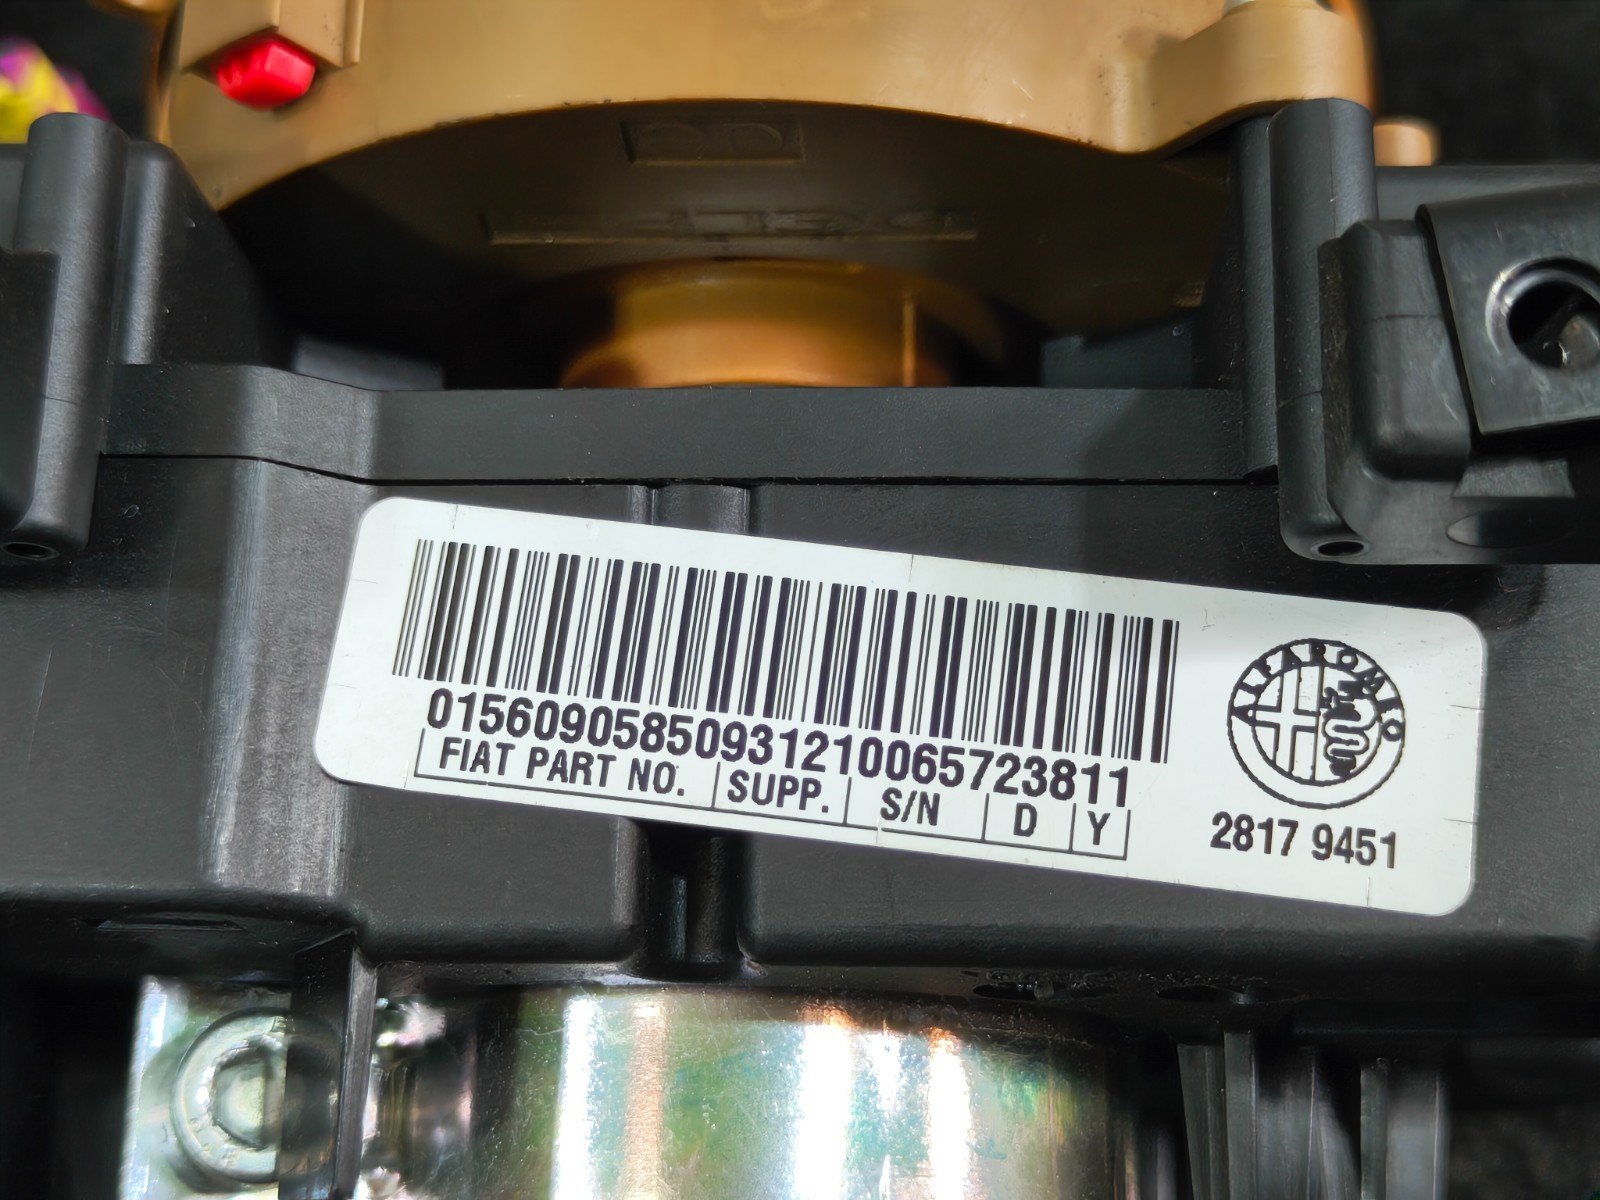 01560905850931210065723811
FIAT PART NO. SUPP. S/N D Y
ALFA ROMEO
2817 9451